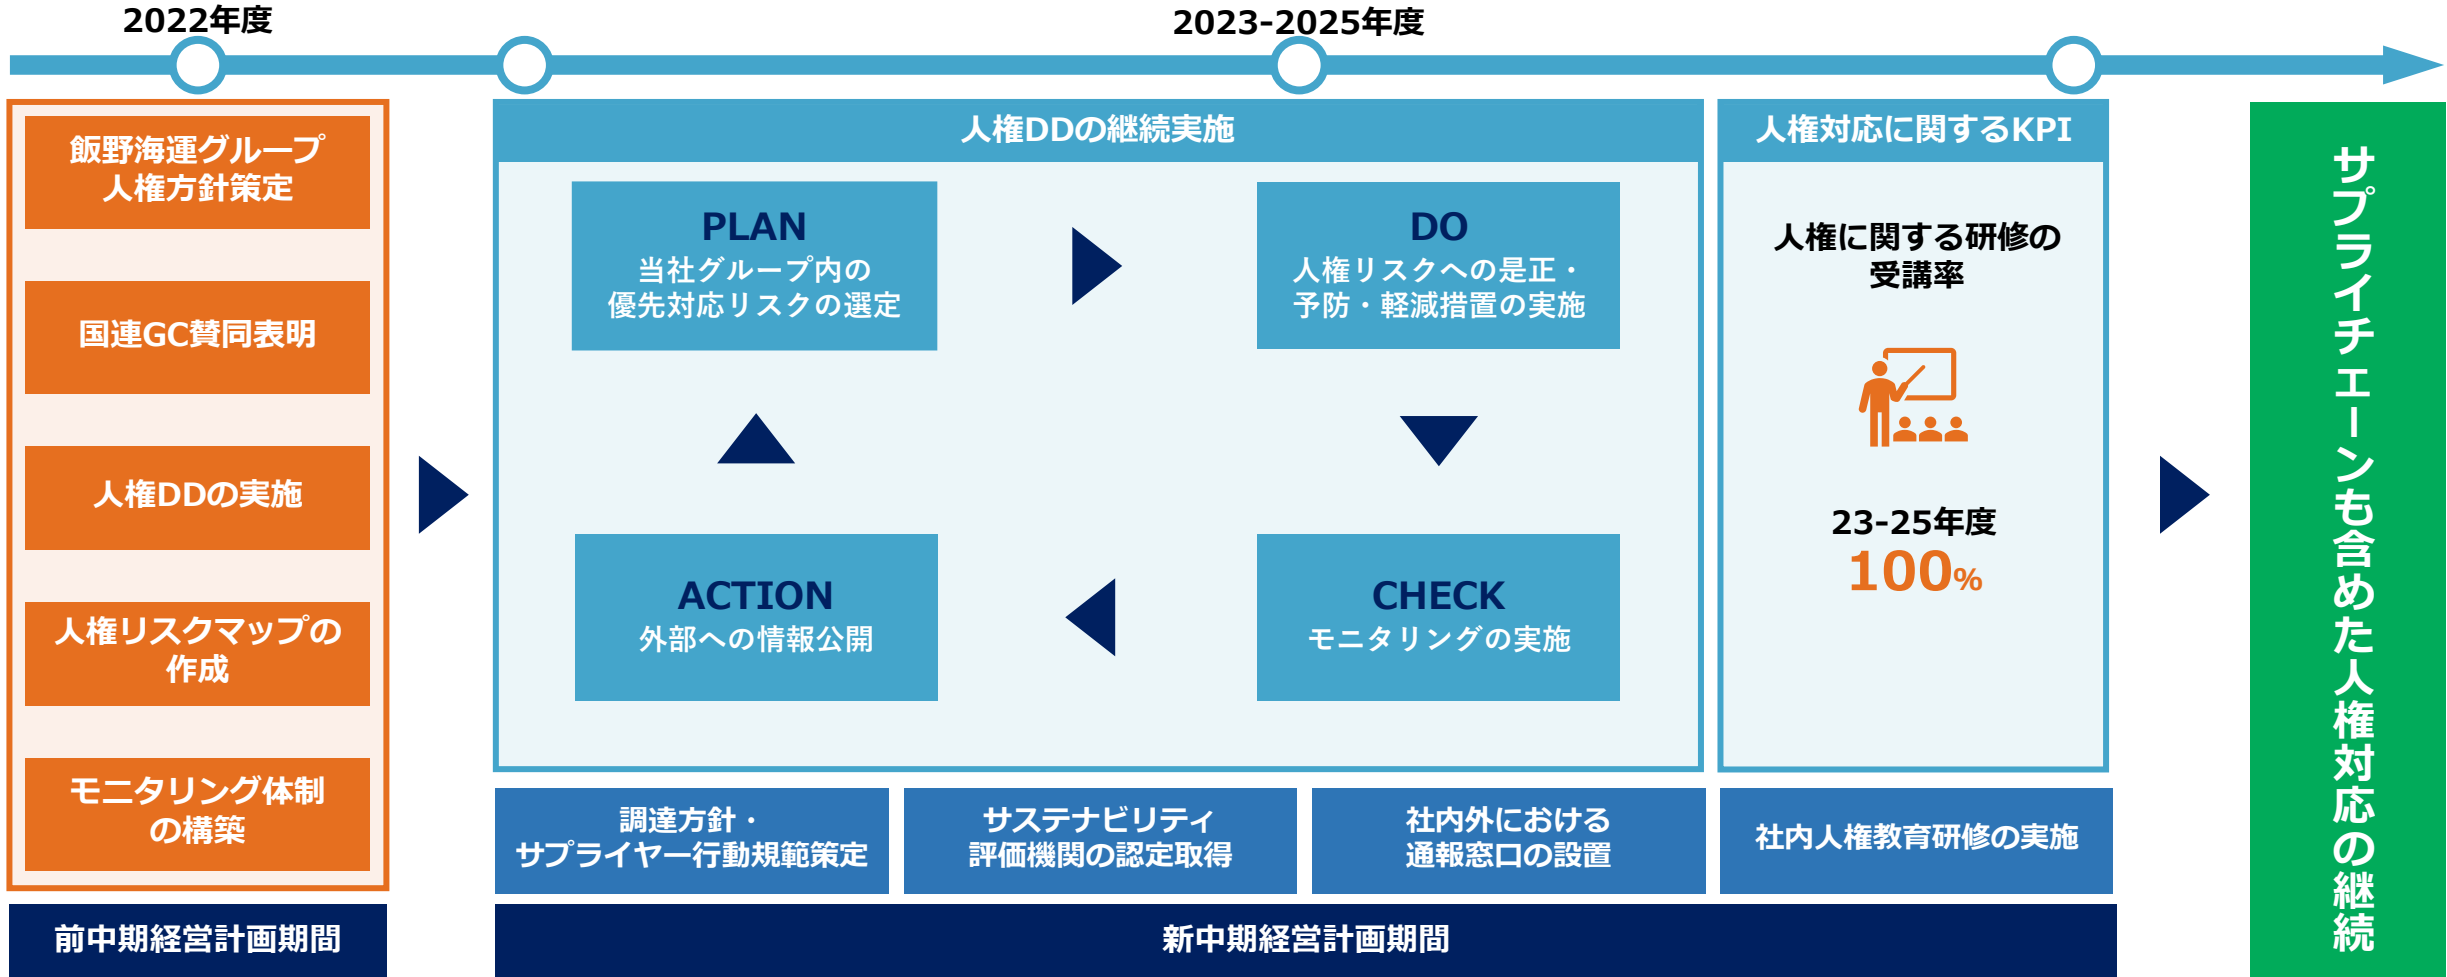 2022年度
2023-2025年度
飯野海運グループ
人権方針策定
国連GC賛同表明
人権DDの実施
人権リスクマップの
作成
モニタリング体制
の構築
前中期経営計画期間
人権DDの継続実施
PLAN
当社グループ内の
優先対応リスクの選定
DO
人権リスクへの是正・
予防・軽減措置の実施
ACTION
外部への情報公開
CHECK
モニタリングの実施
人権対応に関するKPI
人権に関する研修の
受講率
23-25年度
100%
調達方針・
サプライヤー行動規範策定
サステナビリティ
評価機関の認定取得
社内外における
通報窓口の設置
社内人権教育研修の実施
新中期経営計画期間
サプライチェーンも含めた人権対応の継続